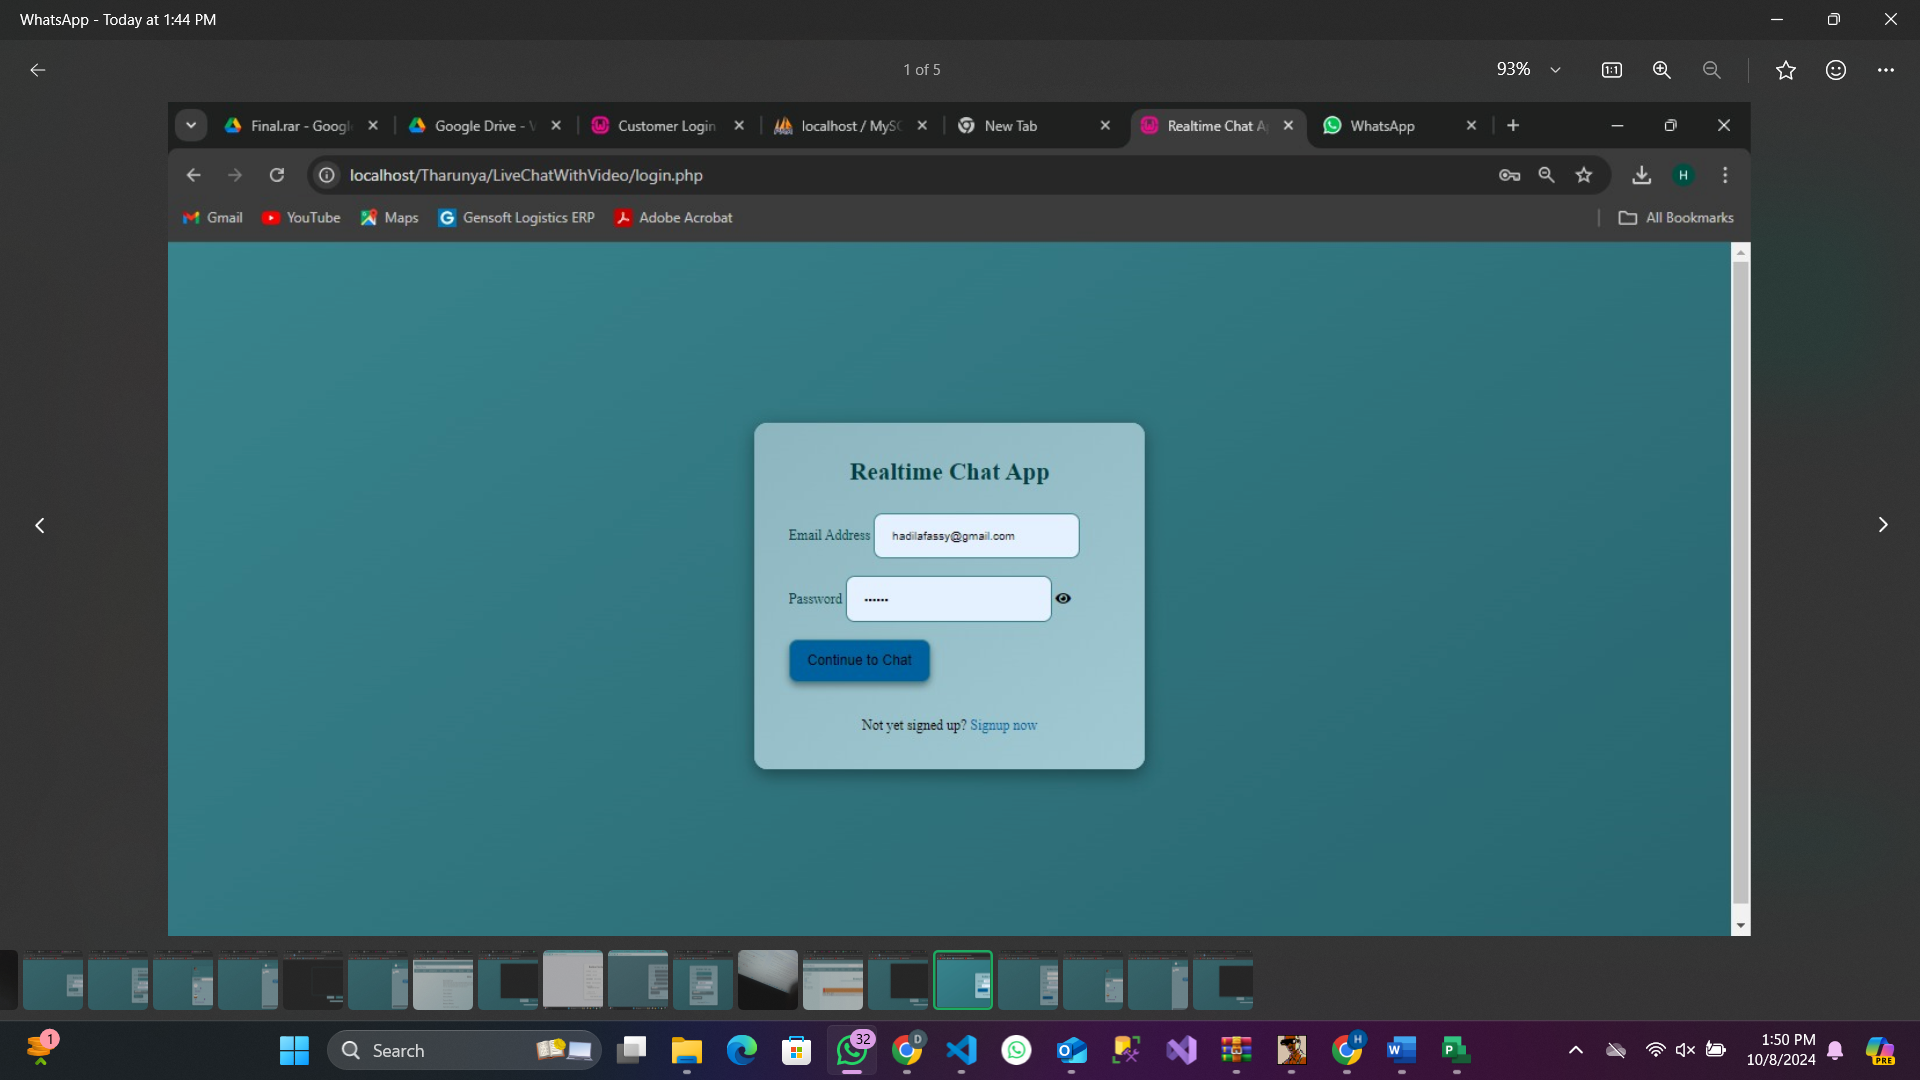 WhatsApp - Today at 1:44 PM
1 of 5
93%
Final.rar - Googl
Google Drive - V
Customer Login
localhost / MySC
New Tab
Realtime Chat A
WhatsApp
localhost/Tharunya/LiveChatWithVideo/login.php
H
Gmail
YouTube
Maps
Gensoft Logistics ERP
Adobe Acrobat
All Bookmarks
Realtime Chat App
Email Address
hadilafassy@gmail.com
Password
••••••
Continue to Chat
Not yet signed up? Signup now
1
Search
32
D
H
1:50 PM
10/8/2024
PRE